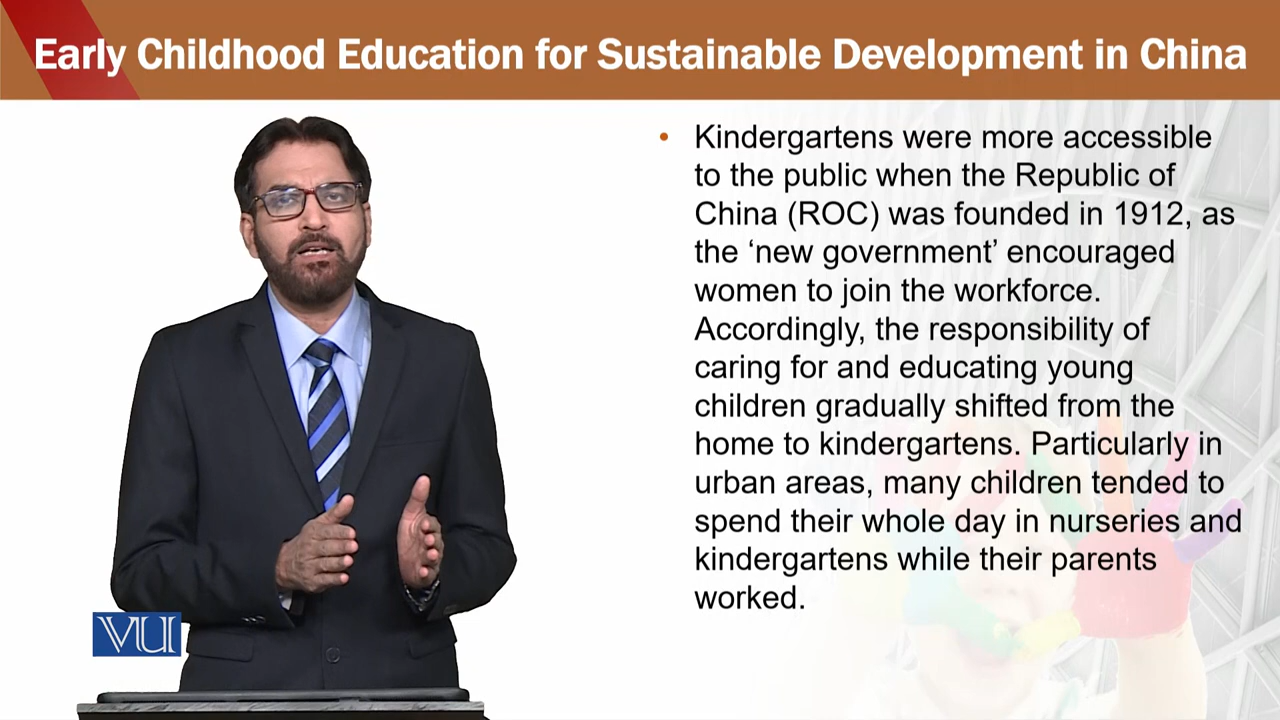 Early Childhood Education for Sustainable Development in China
• Kindergartens were more accessible
to the public when the Republic of
China (ROC) was founded in 1912, as
the ‘new government’ encouraged
women to join the workforce.
Accordingly, the responsibility of
caring for and educating young
children gradually shifted from the
home to kindergartens. Particularly in
urban areas, many children tended to
spend their whole day in nurseries and
kindergartens while their parents
worked.
VU